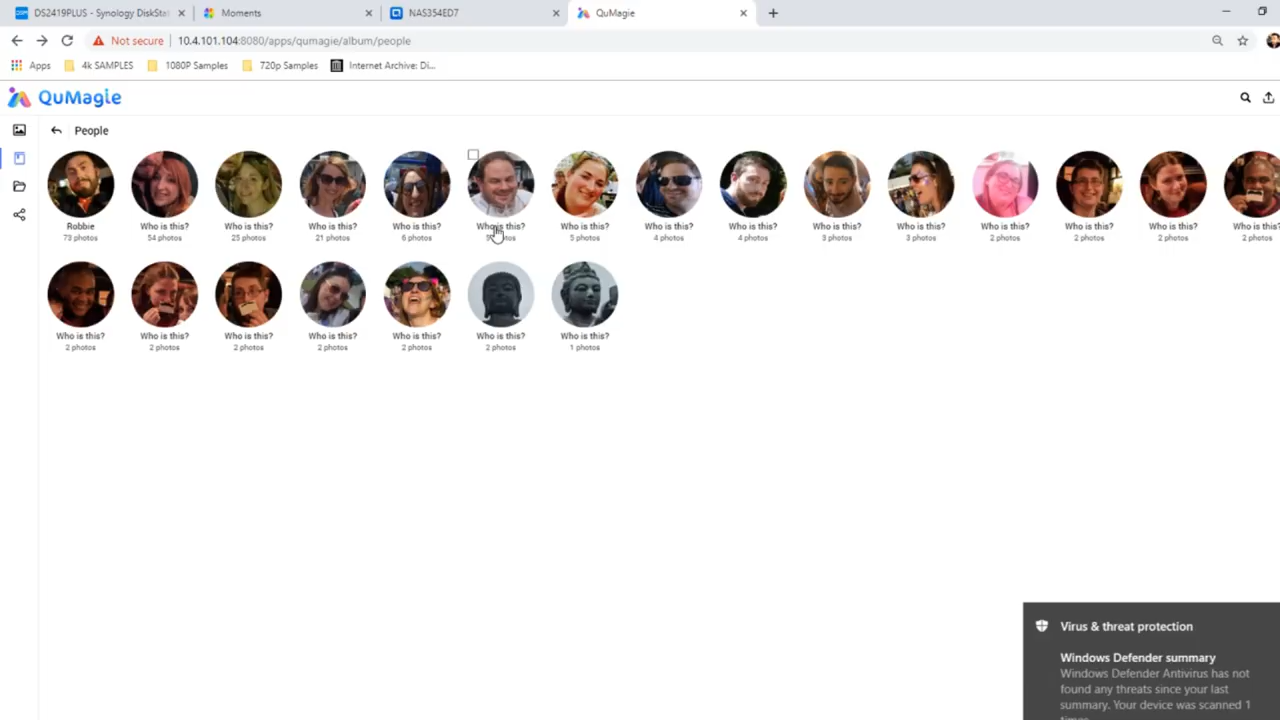 DS2419PLUS - Synology DiskSta
Moments
NAS354ED7
QuMagie
Not secure
10.4.101.104:8080/apps/qumagie/album/people
Apps
4k SAMPLES
1080P Samples
720p Samples
Internet Archive: Di...
QuMagie
People
Robbie
Who is this?
Who is this?
Who is this?
Who is this?
Who is this?
Who is this?
Who is this?
Who is this?
Who is this?
Who is this?
Who is this?
Who is this?
Who is this?
Who is this?
73 photos
54 photos
25 photos
21 photos
6 photos
photos
5 photos
4 photos
4 photos
3 photos
3 photos
2 photos
2 photos
2 photos
2 photos
Who is this?
Who is this?
Who is this?
Who is this?
Who is this?
Who is this?
Who is this?
2 photos
2 photos
2 photos
2 photos
2 photos
2 photos
1 photos
Virus & threat protection
Windows Defender summary
Windows Defender Antivirus has not
found any threats since your last
summary. Your device was scanned 1
times